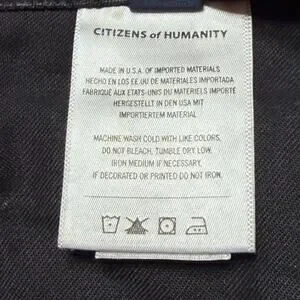 CITIZENS of HUMANITY
MADE IN U.S.A. OF IMPORTED MATERIALS
HECHO EN LOS EE.UU DE MATERIALES IMPORTADA
FABRIQUÉ AUX ETATS-UNIS DU MATERIELS IMPORTÉ
HERGESTELLT IN DEN USA MIT
IMPORTIERTEM MATERIAL
MACHINE WASH COLD WITH LIKE COLORS,
DO NOT BLEACH, TUMBLE DRY LOW.
IRON MEDIUM IF NECESSARY.
IF DECORATED OR PRINTED DO NOT IRON.